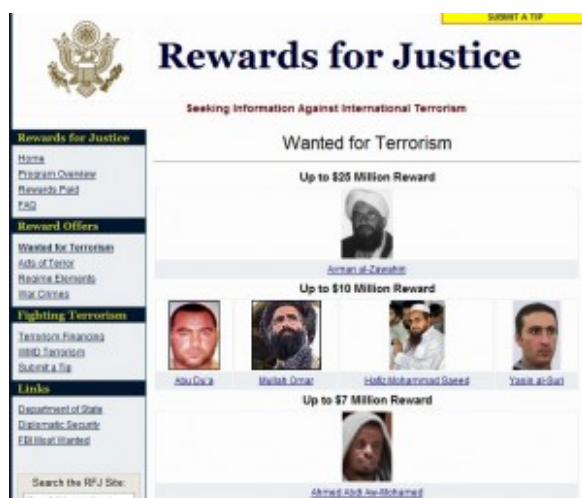 SUBMIT A TIP
Rewards for Justice
Seeking Information Against International Terrorism
Rewards for Justice
Home
Program Overview
Rewards Paid
FAQ
Reward Offers
Wanted for Terrorism
Acts of Terror
Regime Elements
War Crimes
Fighting Terrorism
Terrorism Financing
WMD Terrorism
Submit a Tip
Links
Department of State
Diplomatic Security
FBI Most Wanted
Search the RFJ Site:
Wanted for Terrorism
Up to $25 Million Reward
Ayman al-Zawahiri
Up to $10 Million Reward
Abu Du'a Mullah Omar Hafiz Mohammad Saeed Yasin al-Suri
Up to $7 Million Reward
Ahmed Abdi Aw-Mohamed